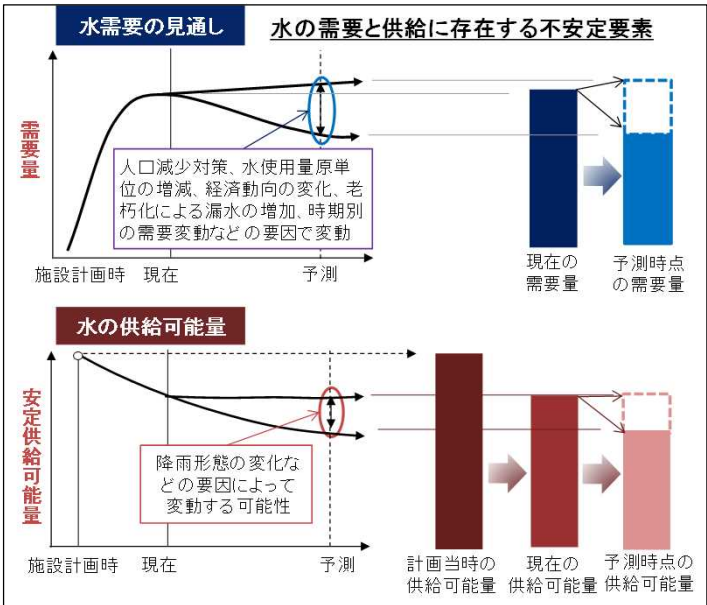 水需要の見通し
水の需要と供給に存在する不安定要素
需要量
人口減少対策、水使用量原単
位の増減、経済動向の変化、老
朽化による漏水の増加、時期別
の需要変動などの要因で変動
施設計画時
現在
予測
現在の
需要量
予測時点
の需要量
水の供給可能量
安定供給可能量
降雨形態の変化な
どの要因によって
変動する可能性
施設計画時
現在
予測
計画当時の
供給可能量
現在の
供給可能量
予測時点の
供給可能量